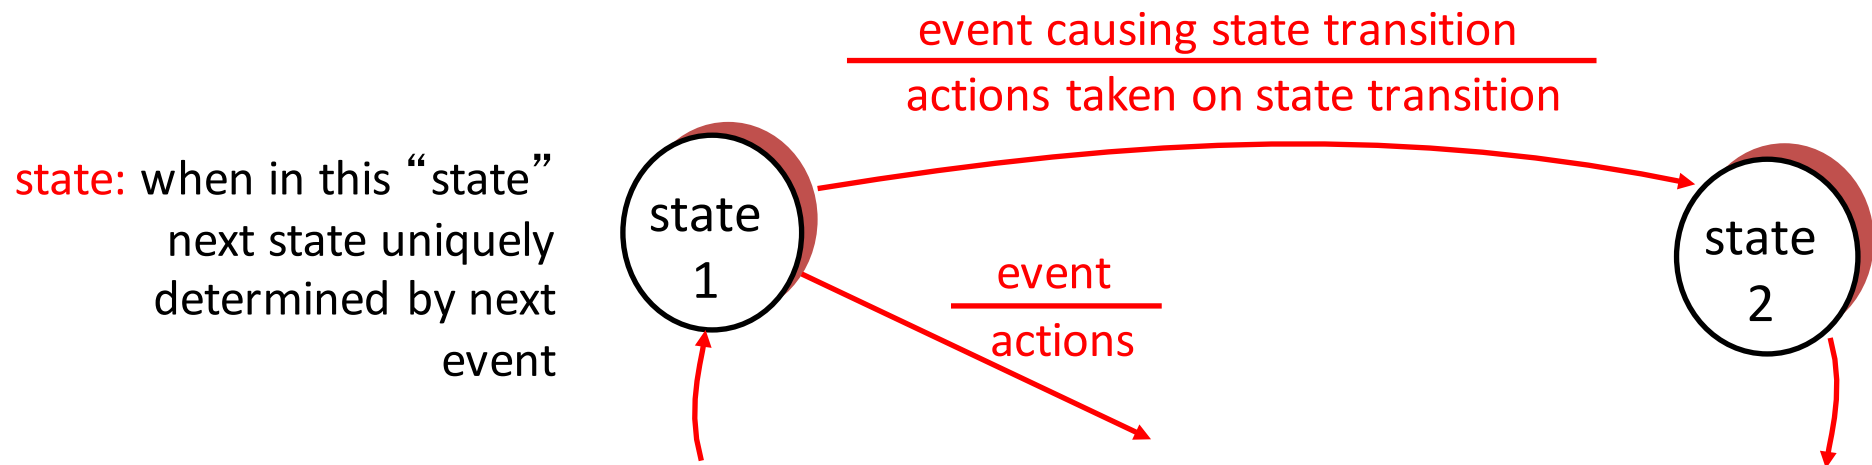 event causing state transition
actions taken on state transition
state: when in this “state”
next state uniquely
determined by next
event
state
1
event
actions
state
2